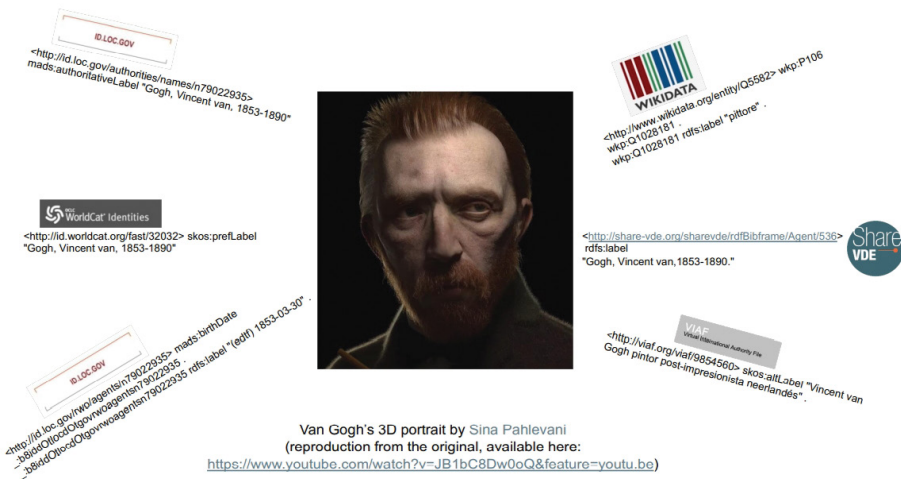 ID.LOC.GOV
<http://id.loc.gov/authorities/names/n79022935>
mads:authoritativeLabel "Gogh, Vincent van, 1853-1890"
WIKIDATA
<http://www.wikidata.org/entity/Q5582> wkp:P106
wkp:Q1028181 .
wkp:Q1028181 rdfs:label "pittore" .
OCLC
WorldCat Identities
<http://id.worldcat.org/fast/32032> skos:prefLabel
"Gogh, Vincent van, 1853-1890"
<http://share-vde.org/sharevde/rdfBibframe/Agent/536>
rdfs:label
"Gogh, Vincent van,1853-1890."
Share
VDE
ID.LOC.GOV
<http://id.loc.gov/rwo/agents/n79022935> mads:birthDate
_:b8iddOtlocdOtgovrwoagentsn79022935 .
_:b8iddOtlocdOtgovrwoagentsn79022935 rdfs:label "(edtf) 1853-03-30" .
VIAF
Virtual International Authority File
<http://viaf.org/viaf/9854560> skos:altLabel "Vincent van
Gogh pintor post-impresionista neerlandés" .
Van Gogh's 3D portrait by Sina Pahlevani
(reproduction from the original, available here:
https://www.youtube.com/watch?v=JB1bC8Dw0oQ&feature=youtu.be)